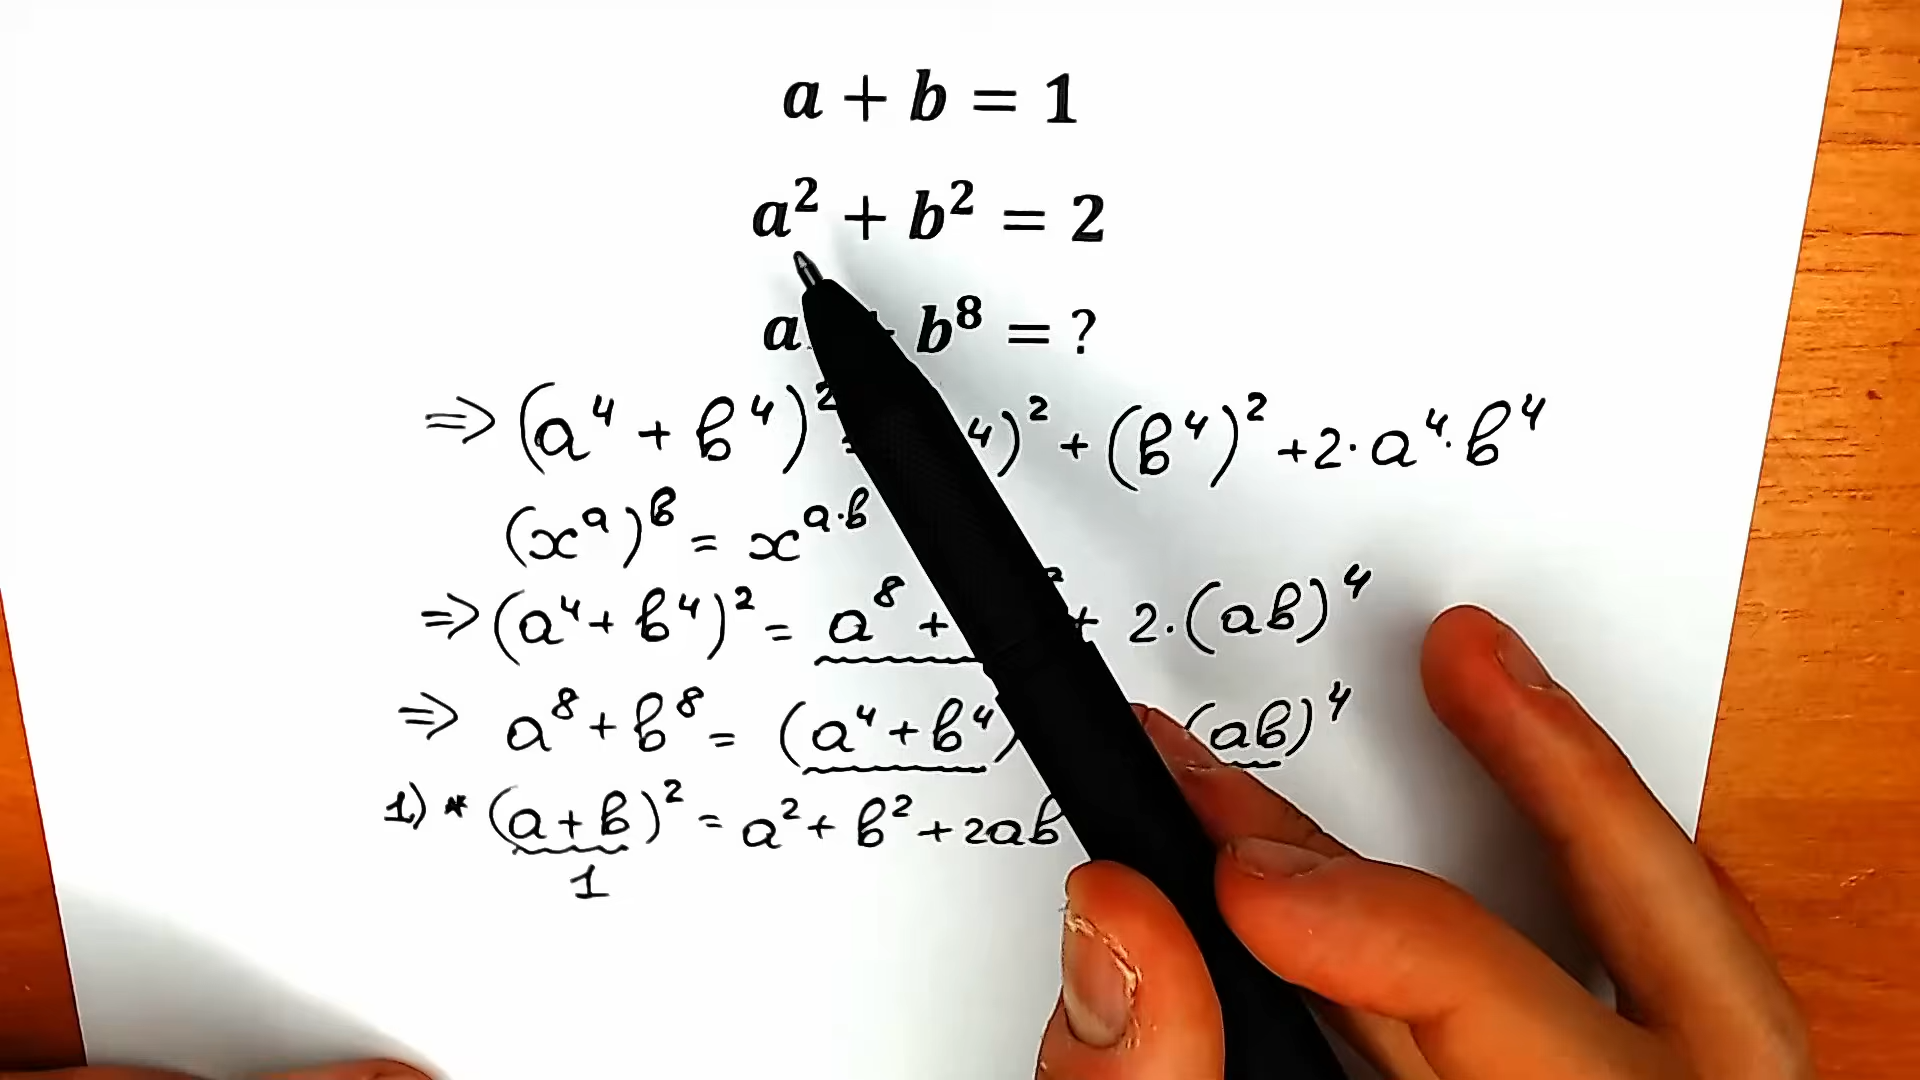 a + b = 1
a² + b² = 2
a b⁸ = ?
=> (a⁴ + b⁴)² = ⁴)² + (b⁴)² + 2·a⁴·b⁴
(xᵃ)ᵇ = xᵃ·ᵇ
=> (a⁴ + b⁴)² = a⁸ + + 2·(ab)⁴
=> a⁸ + b⁸ = (a⁴ + b⁴) (ab)⁴
1) * (a + b)² = a² + b² + 2ab
1